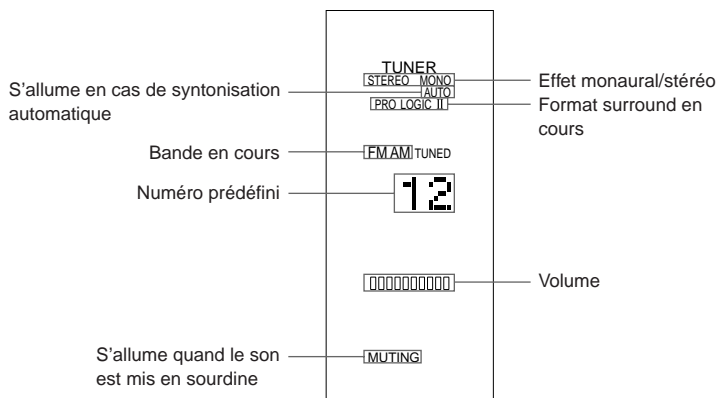 TUNER
STEREO MONO
AUTO
PRO LOGIC II
FM AM TUNED
12
MUTING
S'allume en cas de syntonisation
automatique
Bande en cours
Numéro prédéfini
S'allume quand le son
est mis en sourdine
Effet monaural/stéréo
Format surround en
cours
Volume